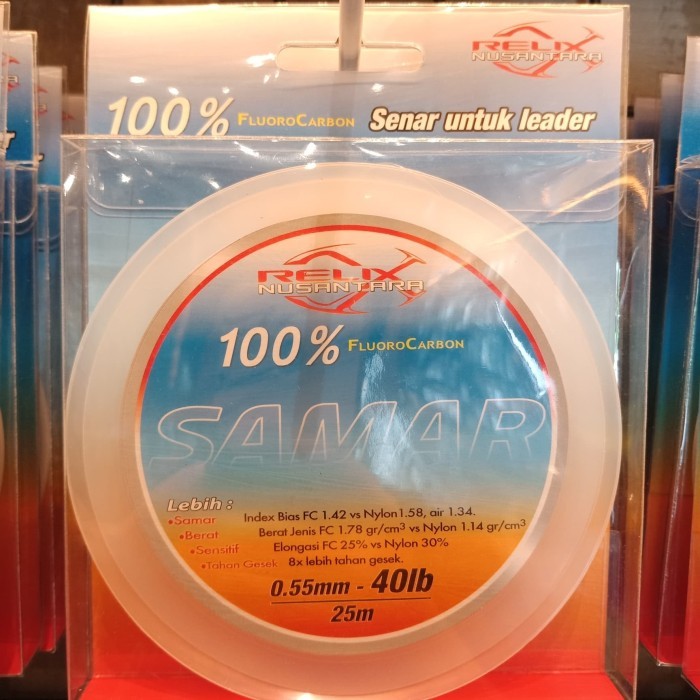 RELIX
NUSANTARA
100% FLUOROCARBON Senar untuk leader
RELIX
NUSANTARA
100% FLUOROCARBON
SAMAR
Lebih :
•Samar Index Bias FC 1.42 vs Nylon1.58, air 1.34.
•Berat Berat Jenis FC 1.78 gr/cm³ vs Nylon 1.14 gr/cm³
•Sensitif Elongasi FC 25% vs Nylon 30%
•Tahan Gesek 8x lebih tahan gesek.
0.55mm - 40lb
25m